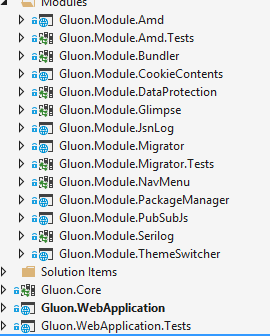 Modules
Gluon.Module.Amd
Gluon.Module.Amd.Tests
Gluon.Module.Bundler
Gluon.Module.CookieContents
Gluon.Module.DataProtection
Gluon.Module.Glimpse
Gluon.Module.JsnLog
Gluon.Module.Migrator
Gluon.Module.Migrator.Tests
Gluon.Module.NavMenu
Gluon.Module.PackageManager
Gluon.Module.PubSubJs
Gluon.Module.Serilog
Gluon.Module.ThemeSwitcher
Solution Items
Gluon.Core
Gluon.WebApplication
Gluon.WebApplication.Tests